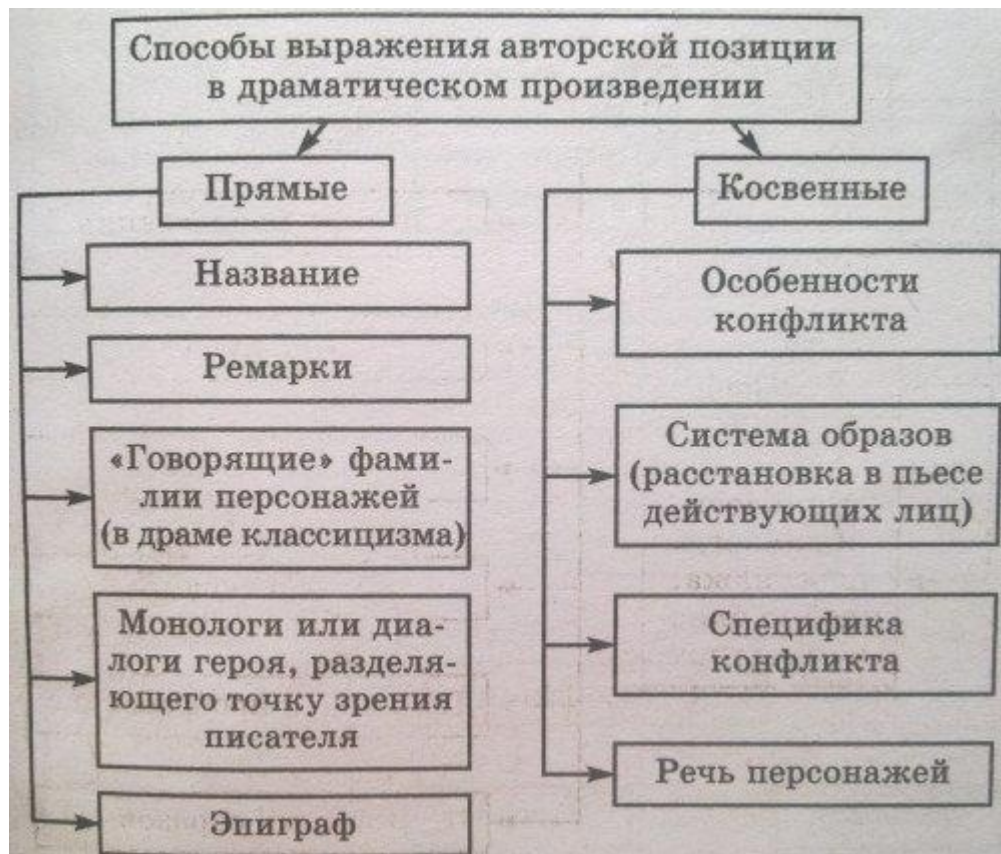 Способы выражения авторской позиции
в драматическом произведении
Прямые
Название
Ремарки
«Говорящие» фами-
лии персонажей
(в драме классицизма)
Монологи или диа-
логи героя, разделя-
ющего точку зрения
писателя
Эпиграф
Косвенные
Особенности
конфликта
Система образов
(расстановка в пьесе
действующих лиц)
Специфика
конфликта
Речь персонажей